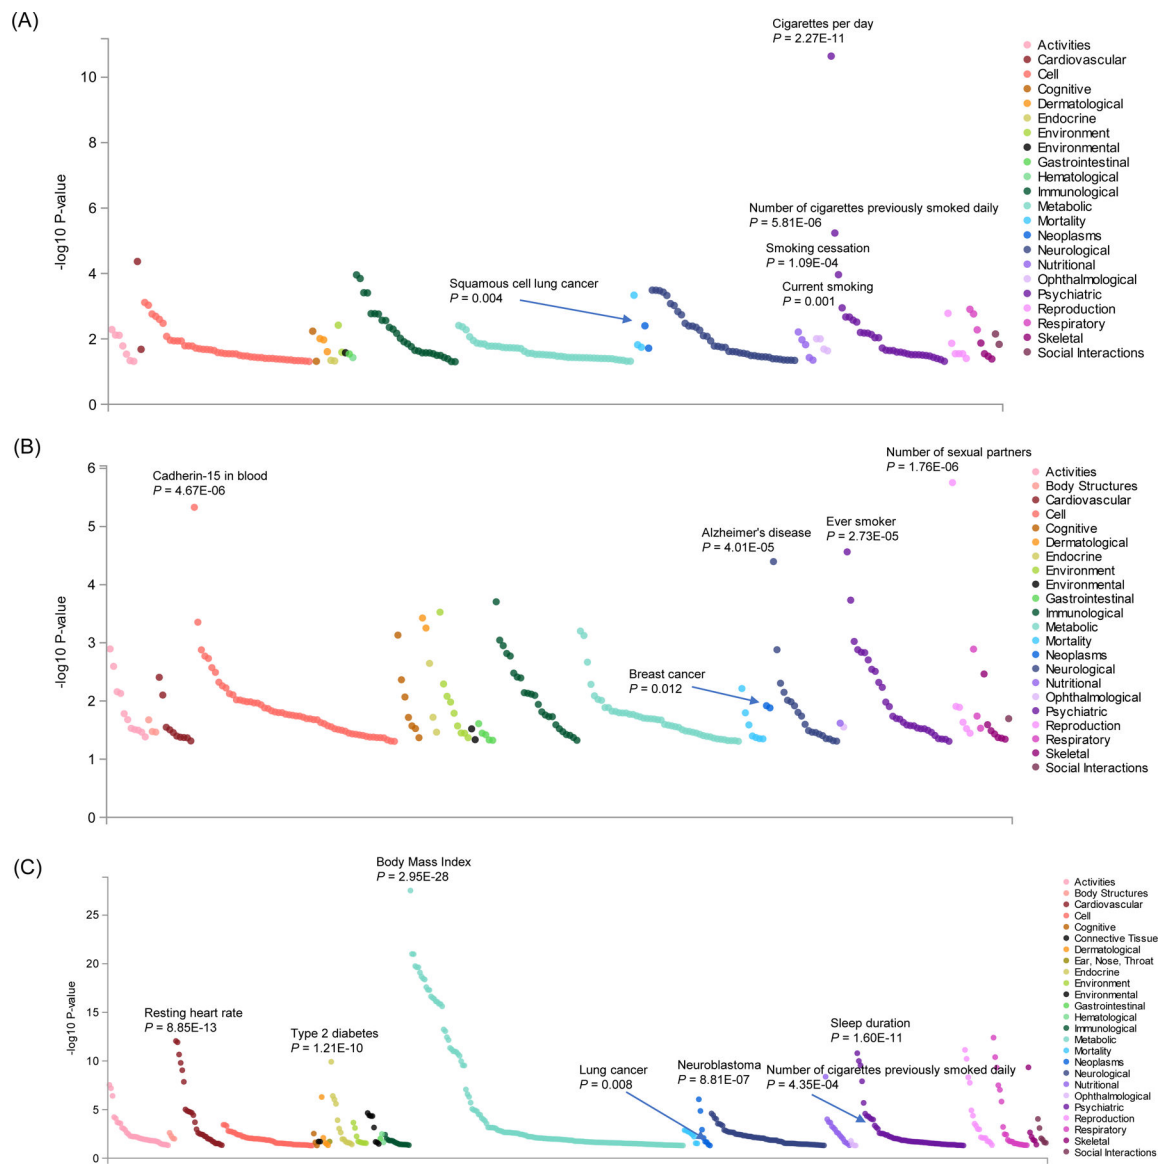 (A)
Cigarettes per day
P = 2.27E-11
Number of cigarettes previously smoked daily
P = 5.81E-06
Smoking cessation
P = 1.09E-04
Current smoking
P = 0.001
Squamous cell lung cancer
P = 0.004
-log10 P-value
10
8
6
4
2
0
Activities
Cardiovascular
Cell
Cognitive
Dermatological
Endocrine
Environment
Environmental
Gastrointestinal
Hematological
Immunological
Metabolic
Mortality
Neoplasms
Neurological
Nutritional
Ophthalmological
Psychiatric
Reproduction
Respiratory
Skeletal
Social Interactions
(B)
Number of sexual partners
P = 1.76E-06
Cadherin-15 in blood
P = 4.67E-06
Ever smoker
P = 2.73E-05
Alzheimer's disease
P = 4.01E-05
Breast cancer
P = 0.012
-log10 P-value
6
5
4
3
2
1
0
Activities
Body Structures
Cardiovascular
Cell
Cognitive
Dermatological
Endocrine
Environment
Environmental
Gastrointestinal
Immunological
Metabolic
Mortality
Neoplasms
Neurological
Nutritional
Ophthalmological
Psychiatric
Reproduction
Respiratory
Skeletal
Social Interactions
(C)
Body Mass Index
P = 2.95E-28
Resting heart rate
P = 8.85E-13
Type 2 diabetes
P = 1.21E-10
Sleep duration
P = 1.60E-11
Lung cancer
P = 0.008
Neuroblastoma
P = 8.81E-07
Number of cigarettes previously smoked daily
P = 4.35E-04
-log10 P-value
25
20
15
10
5
0
Activities
Body Structures
Cardiovascular
Cell
Cognitive
Connective Tissue
Dermatological
Ear, Nose, Throat
Endocrine
Environment
Environmental
Gastrointestinal
Hematological
Immunological
Metabolic
Mortality
Neoplasms
Neurological
Nutritional
Ophthalmological
Psychiatric
Reproduction
Respiratory
Skeletal
Social Interactions